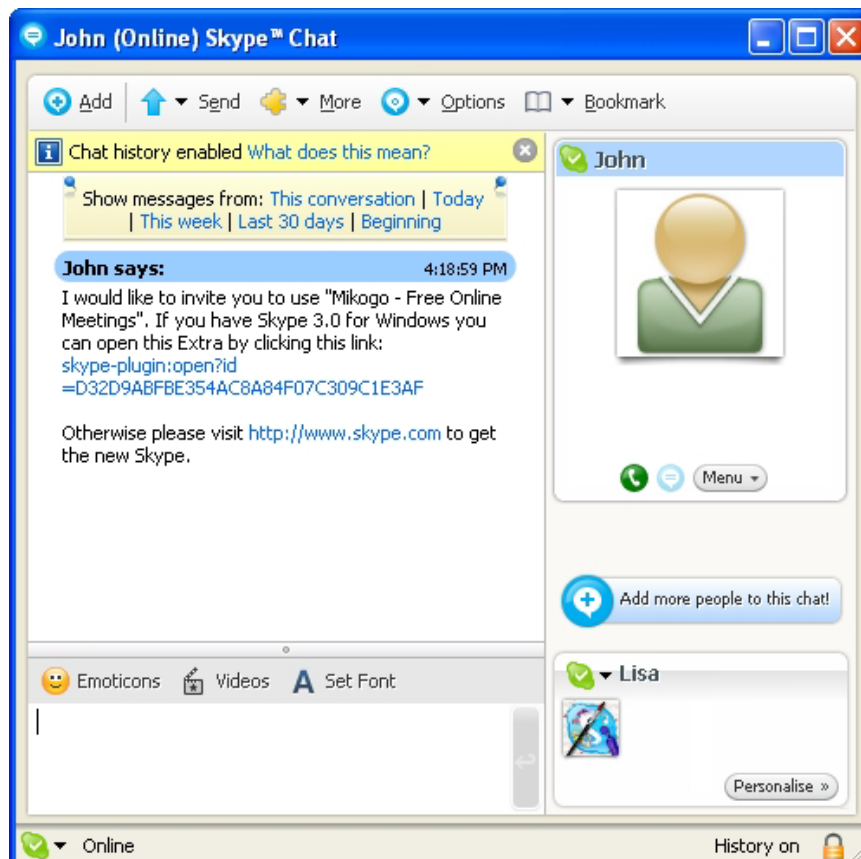 John (Online) Skype™ Chat
Add Send More Options Bookmark
Chat history enabled What does this mean?
Show messages from: This conversation | Today
| This week | Last 30 days | Beginning
John says: 4:18:59 PM
I would like to invite you to use "Mikogo - Free Online
Meetings". If you have Skype 3.0 for Windows you
can open this Extra by clicking this link:
skype-plugin:open?id
=D32D9ABFBE354AC8A84F07C309C1E3AF
Otherwise please visit http://www.skype.com to get
the new Skype.
John
Menu
Add more people to this chat!
Emoticons Videos A Set Font
Lisa
Personalise »
Online
History on